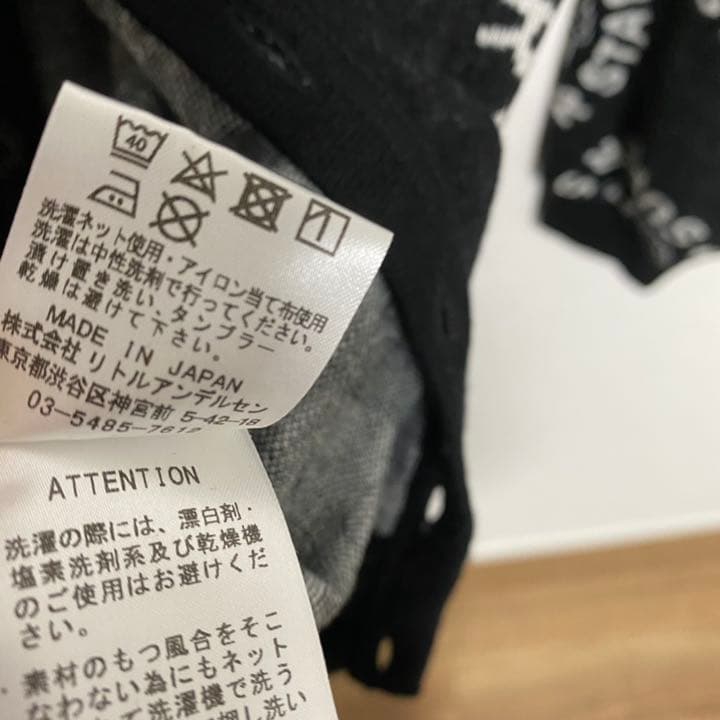 40
洗濯ネット使用・アイロン当て布使用
洗濯は中性洗剤で行ってください。
漬け置き洗い、タンブラー
乾燥は避けて下さい。
MADE IN JAPAN
株式会社 リトルアンデルセン
東京都渋谷区神宮前 5-42-18
03-5485-7612
ATTENTION
洗濯の際には、漂白剤・
塩素洗剤系及び乾燥機
のご使用はお避けくだ
さい。
・素材のもつ風合をそこ
なわない為にもネット
て洗濯機で洗う
押し洗い
STA